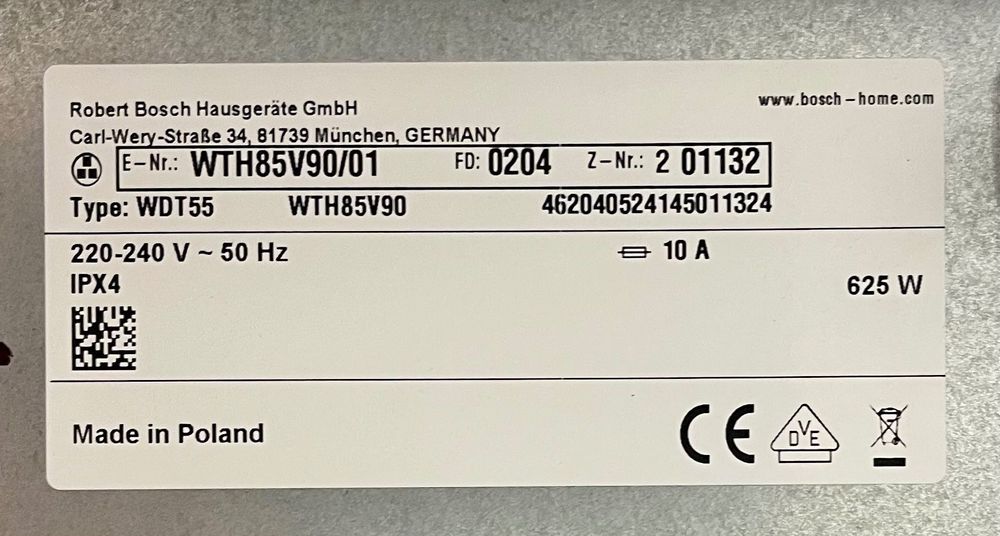 Robert Bosch Hausgeräte GmbH
www.bosch-home.com
Carl-Wery-Straße 34, 81739 München, GERMANY
E-Nr.: WTH85V90/01 FD: 0204 Z-Nr.: 2 01132
Type: WDT55 WTH85V90 462040524145011324
220-240 V ~ 50 Hz 10 A
IPX4 625 W
Made in Poland
CE DVE